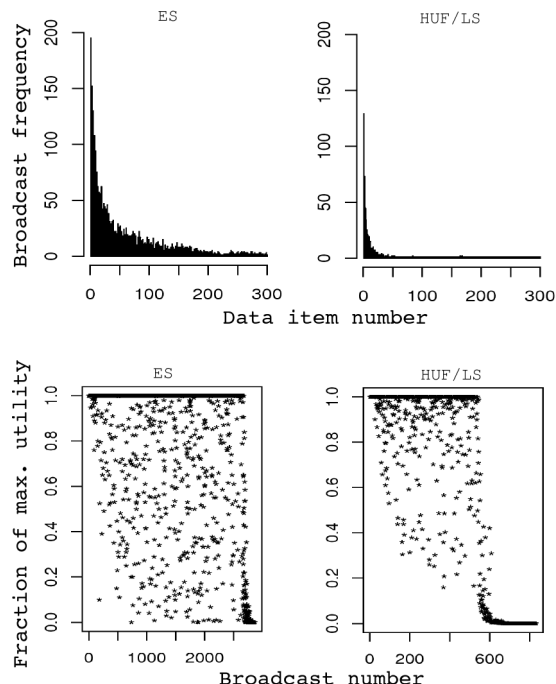 ES
HUF/LS
Broadcast frequency
200
150
100
50
0
200
150
100
50
0
0 100 200 300
0 100 200 300
Data item number
ES
HUF/LS
Fraction of max. utility
1.0
0.8
0.6
0.4
0.2
0.0
1.0
0.8
0.6
0.4
0.2
0.0
0 1000 2000
0 200 600
Broadcast number